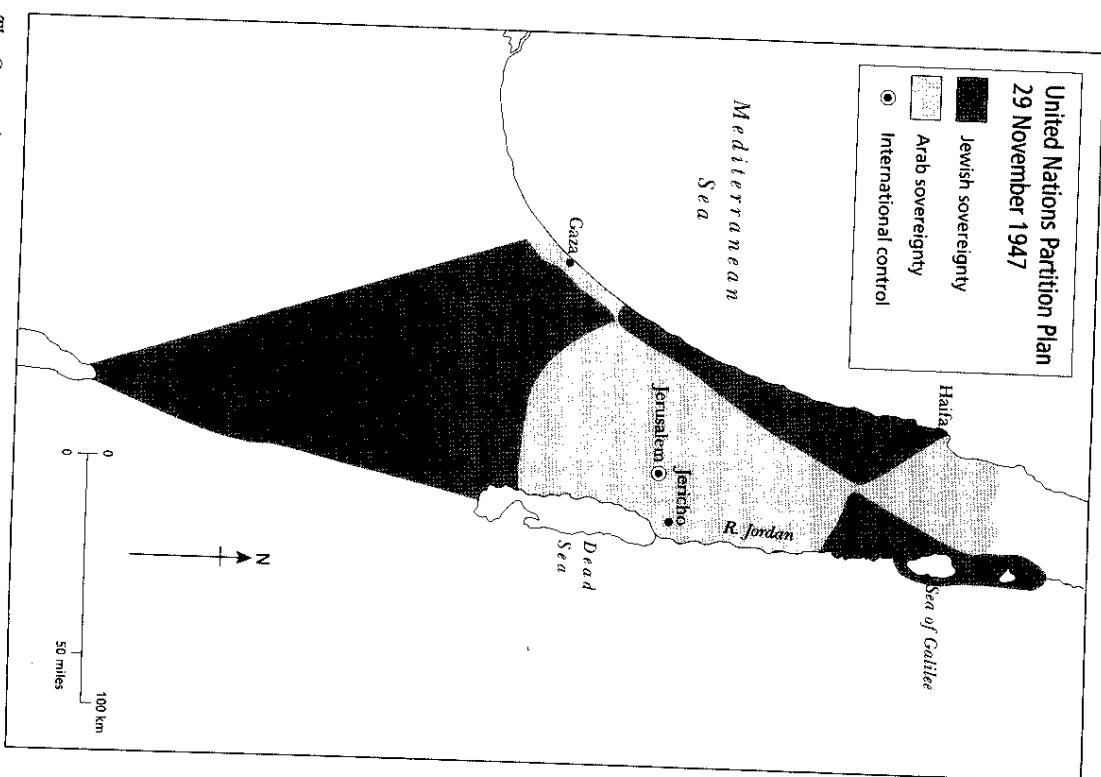 United Nations Partition Plan
29 November 1947
Jewish sovereignty
Arab sovereignty
International control
Mediterranean
Sea
Haifa
Sea of Galilee
R. Jordan
Jericho
Jerusalem
Gaza
Dead
Sea
N
0
100 km
0
50 miles